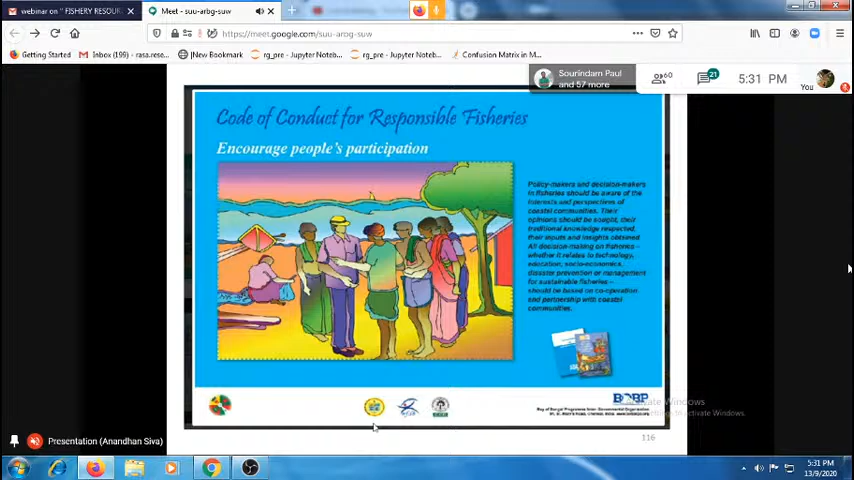 webinar on " FISHERY RESOUR
Meet - suu-arbg-suw
https://meet.google.com/suu-arbg-suw
Getting Started
Inbox (199) - rasa.rese...
[New Bookmark
rg_pre - Jupyter Noteb...
rg_pre - Jupyter Noteb...
Confusion Matrix in M...
Sourindam Paul
and 57 more
60
21
5:31 PM
You
Code of Conduct for Responsible Fisheries
Encourage people's participation
Policy-makers and decision-makers
in fisheries should be aware of the
interests and perspectives of
coastal communities. Their
opinions should be sought, their
traditional knowledge respected,
their inputs and insights obtained.
All decision-making on fisheries –
whether it relates to technology,
education, socio-economics,
disaster prevention or management
for sustainable fisheries –
should be based on co-operation
and partnership with coastal
communities.
BOBP
Bay of Bengal Programme Inter-Governmental Organisation
Activate Windows
to activate Windows.
116
Presentation (Anandhan Siva)
5:31 PM
13/9/2020